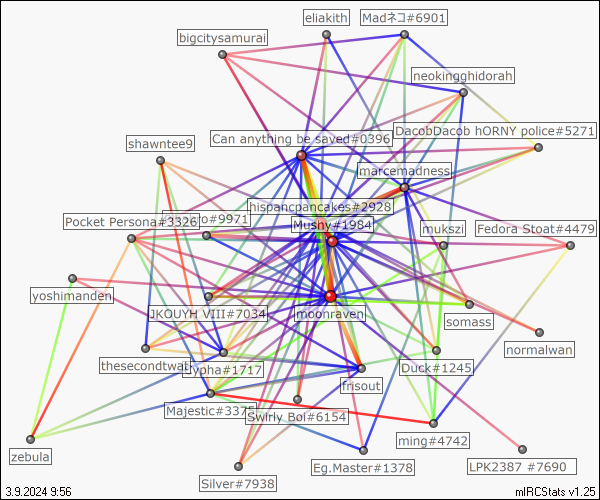 eliakith
Madネコ#6901
bigcitysamurai
neokingghidorah
DacobDacob hORNY police#5271
Can anything be saved#0396
shawntee9
marcemadness
hispancpancakes#2928
Pocket Persona#3326
o#9971
Mushy#1984
mukszi
Fedora Stoat#4479
yoshimanden
JKOUYH VIII#7034
moonraven
somass
normalwan
thesecondtwat
ypha#1717
frisout
Duck#1245
Majestic#337
Swirly Boi#6154
ming#4742
zebula
Silver#7938
Eg.Master#1378
LPK2387 #7690
3.9.2024 9:56
mIRCStats v1.25